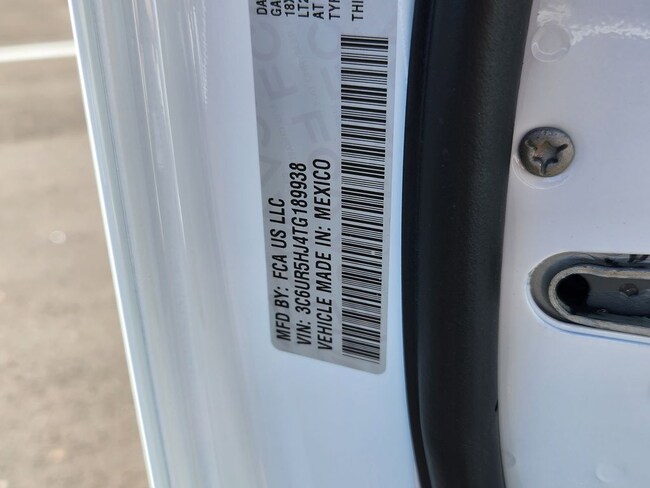 MFD BY: FCA US LLC
VIN: 3C6UR5HJ4TG189938
VEHICLE MADE IN: MEXICO